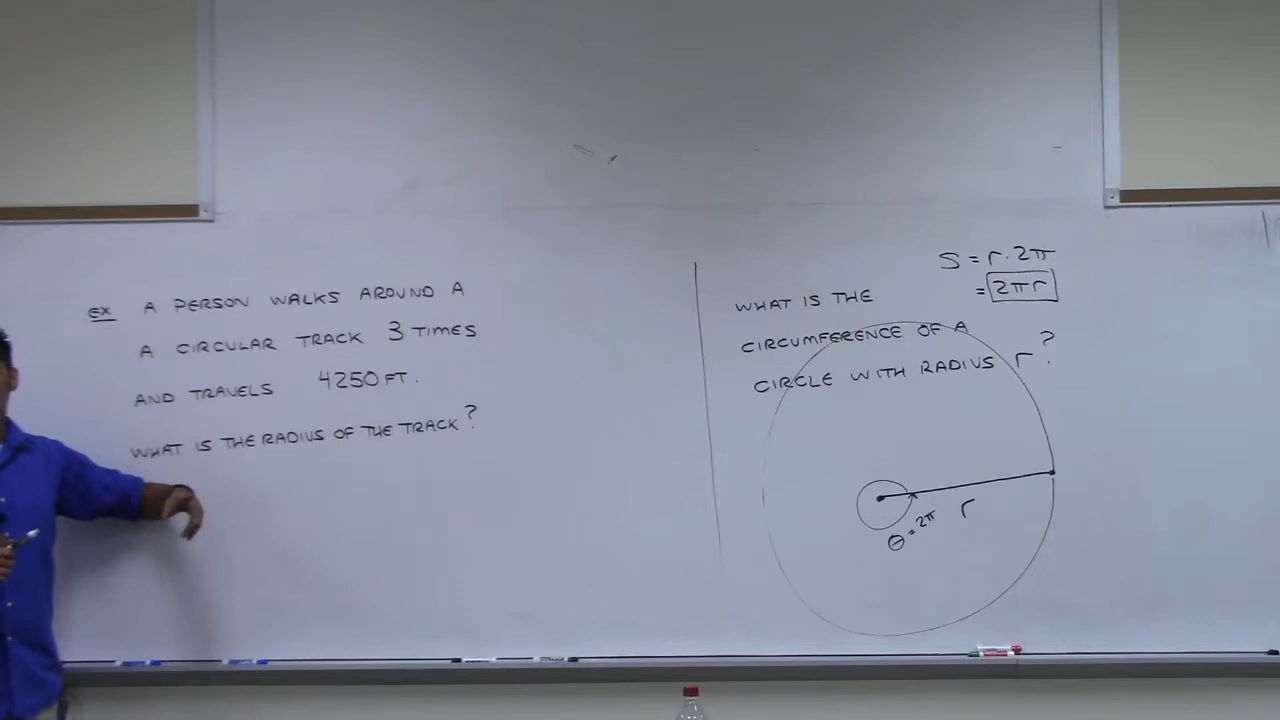 EX A PERSON WALKS AROUND A
A CIRCULAR TRACK 3 TIMES
AND TRAVELS 4250 FT.
WHAT IS THE RADIUS OF THE TRACK?
S = r · 2π
= 2πr
WHAT IS THE
CIRCUMFERENCE OF A
CIRCLE WITH RADIUS r?
r
θ = 2π